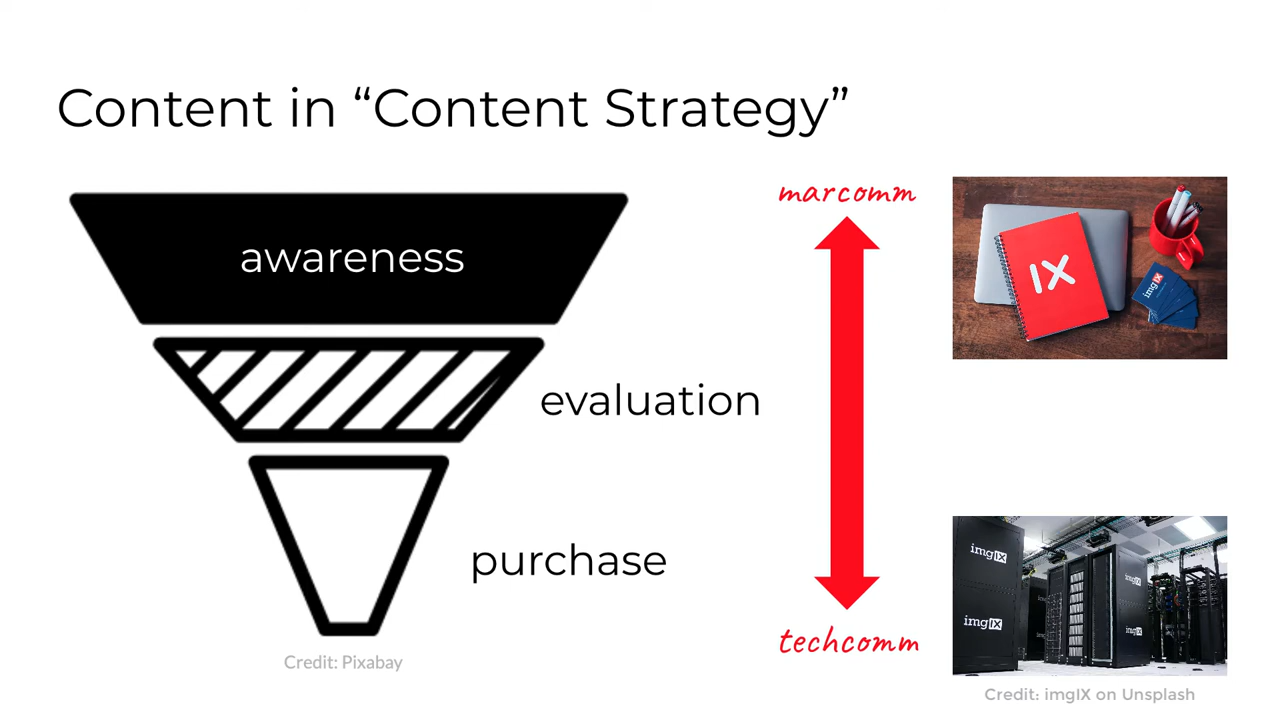 Content in “Content Strategy”
awareness
evaluation
purchase
Credit: Pixabay
marcomm
techcomm
IX
imgIX
imgIX
imgIX
imgIX
imgIX
Credit: imgIX on Unsplash